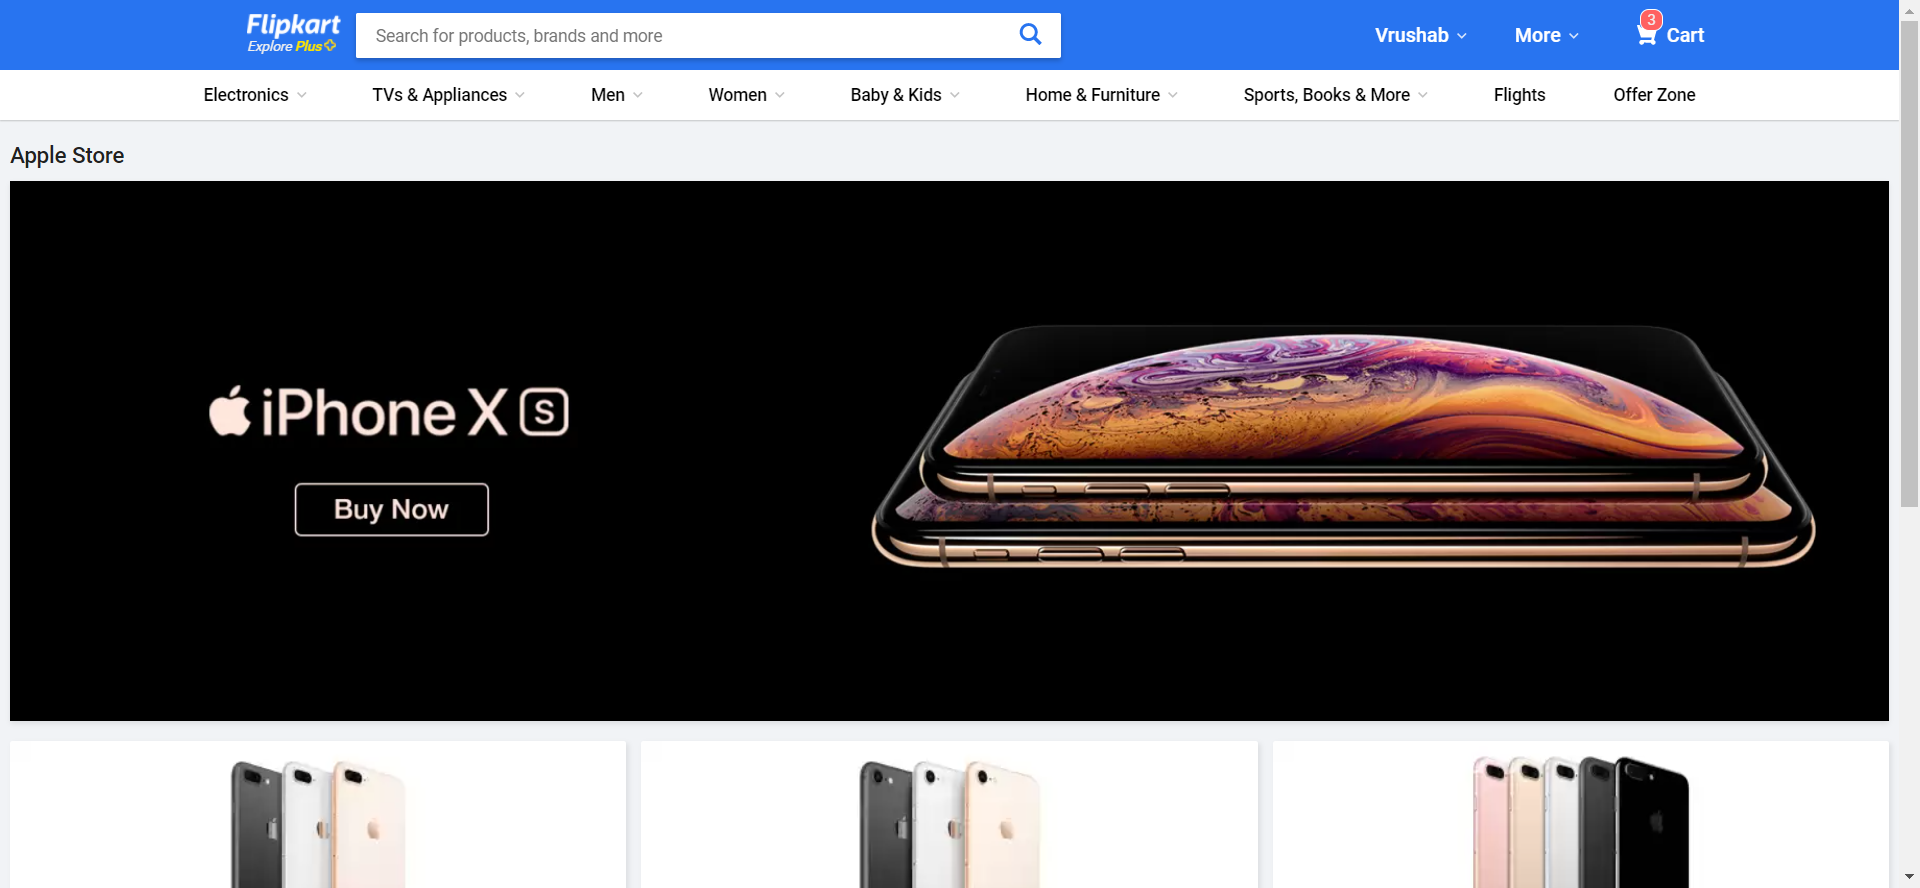 Flipkart
Explore Plus
Search for products, brands and more
Vrushab
More
3
Cart
Electronics
TVs & Appliances
Men
Women
Baby & Kids
Home & Furniture
Sports, Books & More
Flights
Offer Zone
Apple Store
iPhone XS
Buy Now